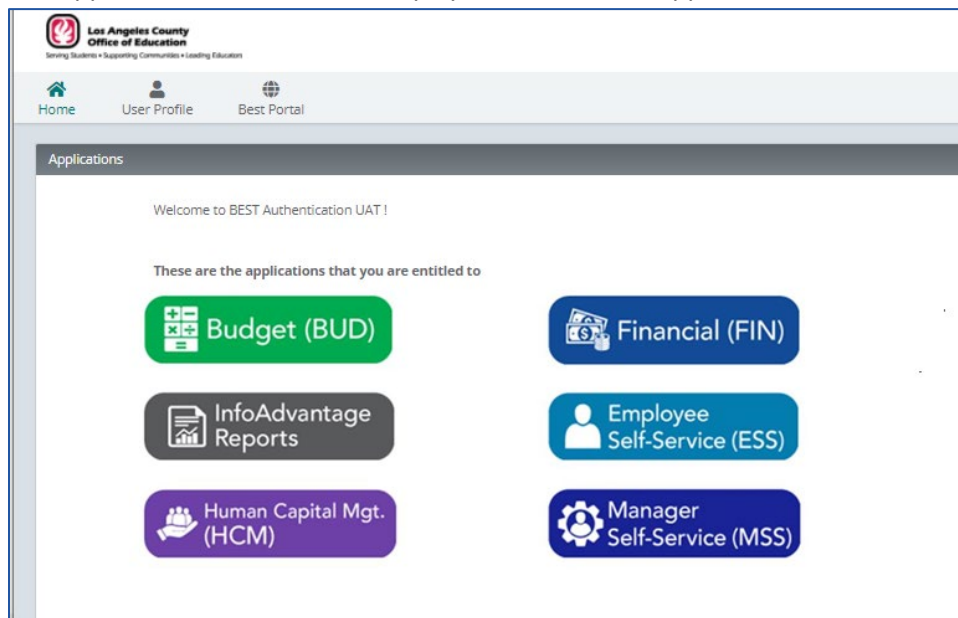 Los Angeles County
Office of Education
Serving Students • Supporting Communities • Leading Educators
Home
User Profile
Best Portal
Applications
Welcome to BEST Authentication UAT !
These are the applications that you are entitled to
Budget (BUD)
Financial (FIN)
InfoAdvantage
Reports
Employee
Self-Service (ESS)
Human Capital Mgt.
(HCM)
Manager
Self-Service (MSS)